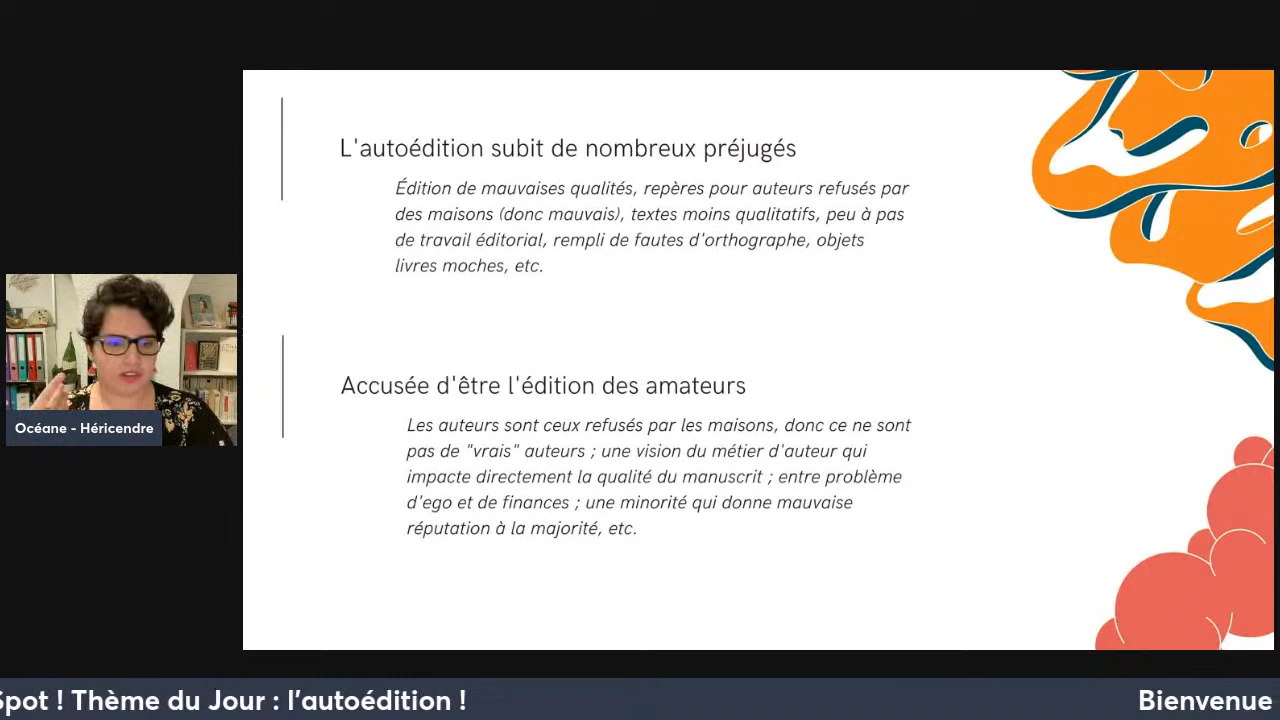 L'autoédition subit de nombreux préjugés
Édition de mauvaises qualités, repères pour auteurs refusés par
des maisons (donc mauvais), textes moins qualitatifs, peu à pas
de travail éditorial, rempli de fautes d'orthographe, objets
livres moches, etc.
Accusée d'être l'édition des amateurs
Les auteurs sont ceux refusés par les maisons, donc ce ne sont
pas de "vrais" auteurs ; une vision du métier d'auteur qui
impacte directement la qualité du manuscrit ; entre problème
d'ego et de finances ; une minorité qui donne mauvaise
réputation à la majorité, etc.
Océane - Héricendre
Spot ! Thème du Jour : l'autoédition ! Bienvenue